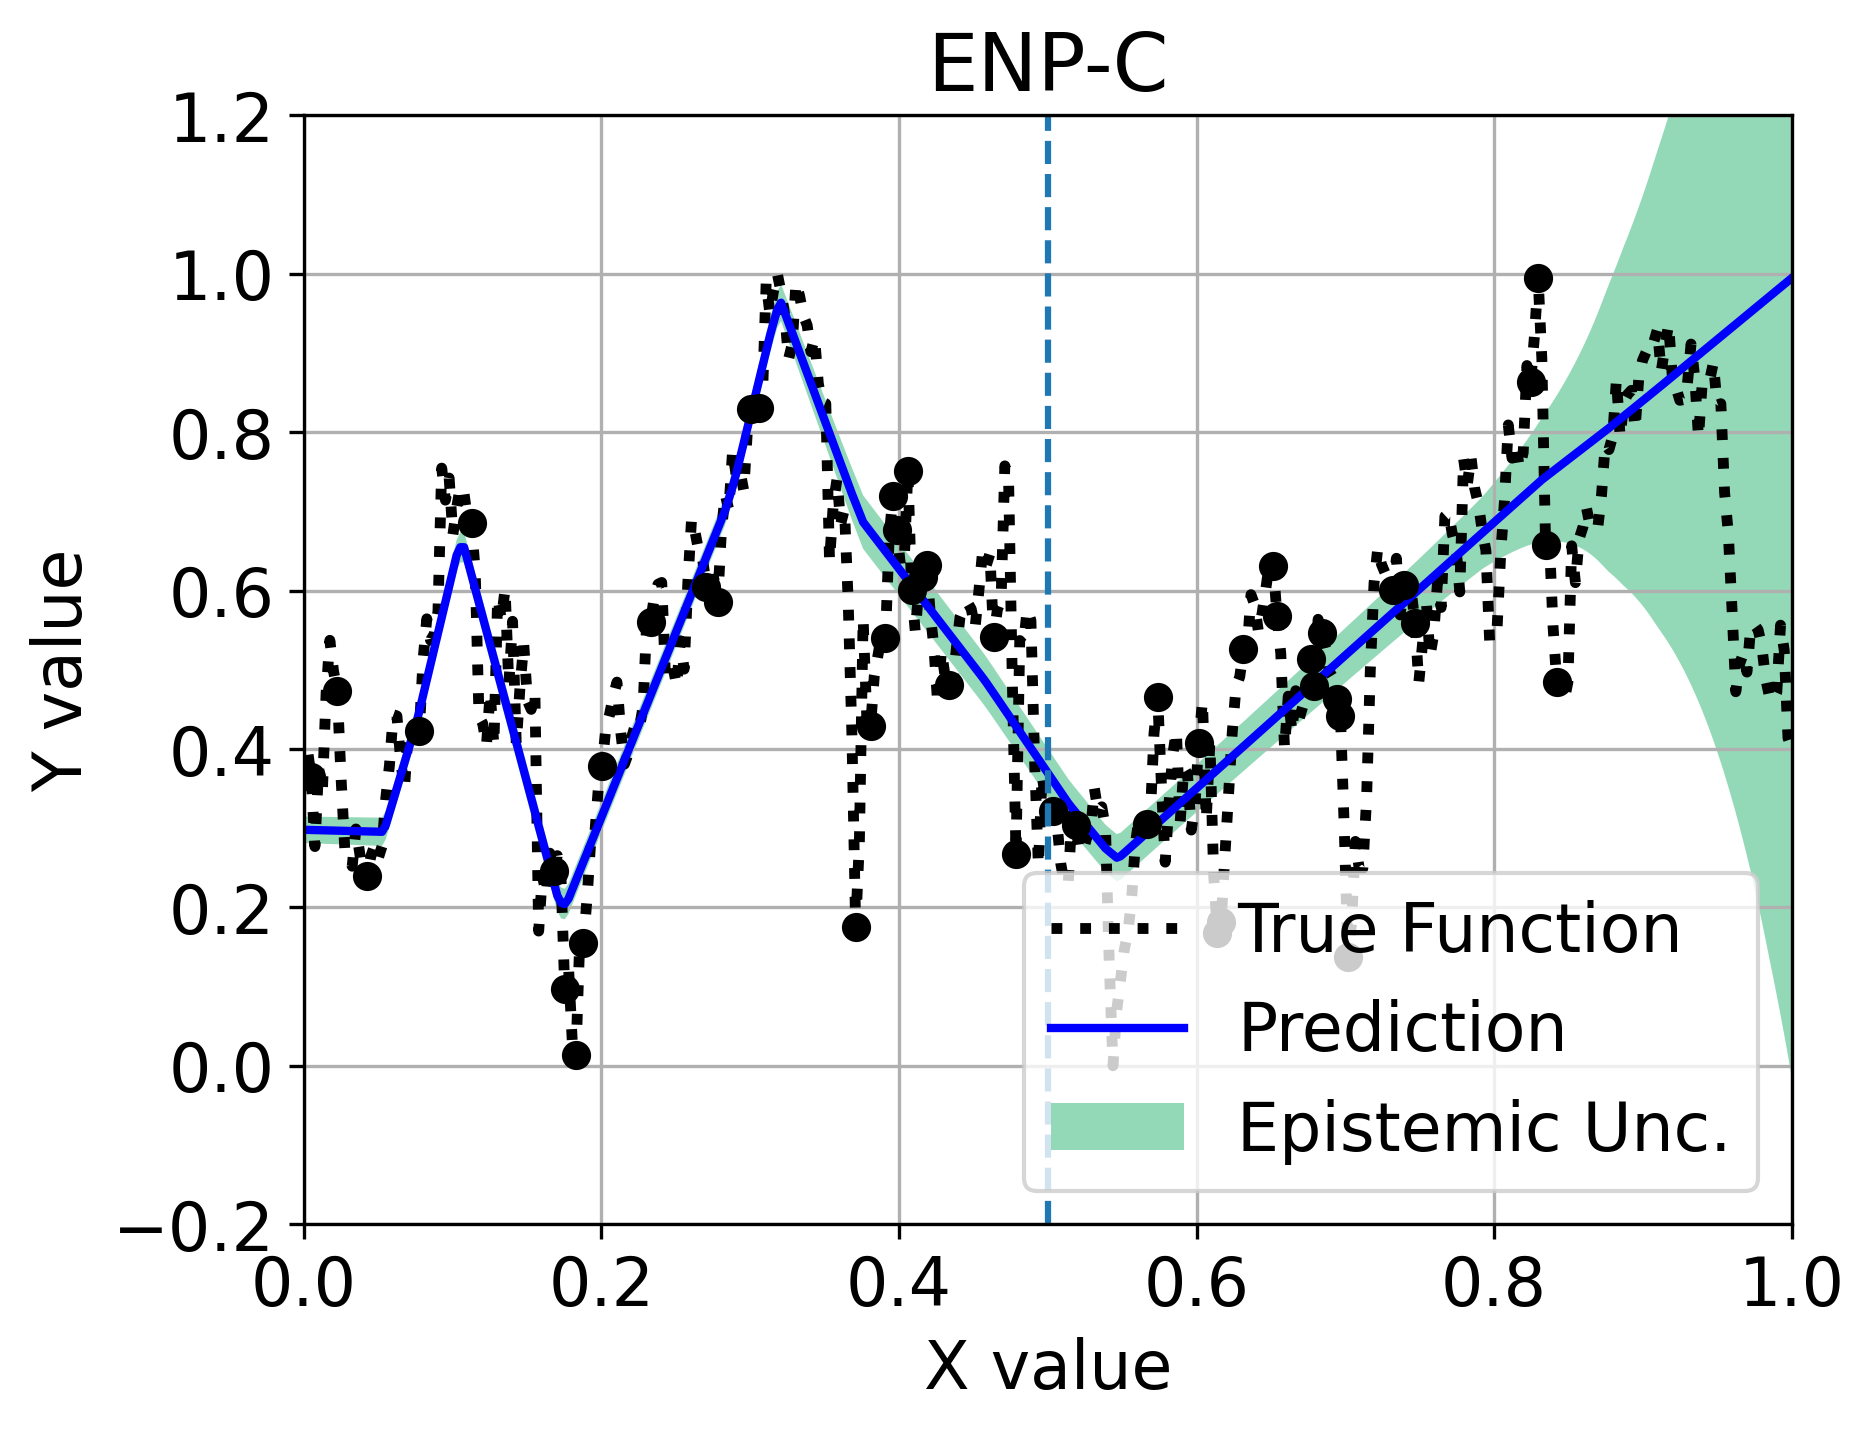 ENP-C
1.2
1.0
0.8
0.6
0.4
0.2
0.0
−0.2
Y value
True Function
Prediction
Epistemic Unc.
0.0 0.2 0.4 0.6 0.8 1.0
X value